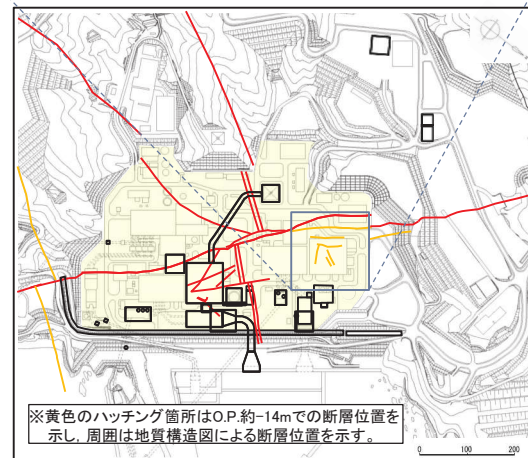 ※黄色のハッチング箇所はO.P.約-14mでの断層位置を
示し、周囲は地質構造図による断層位置を示す。
0 100 200